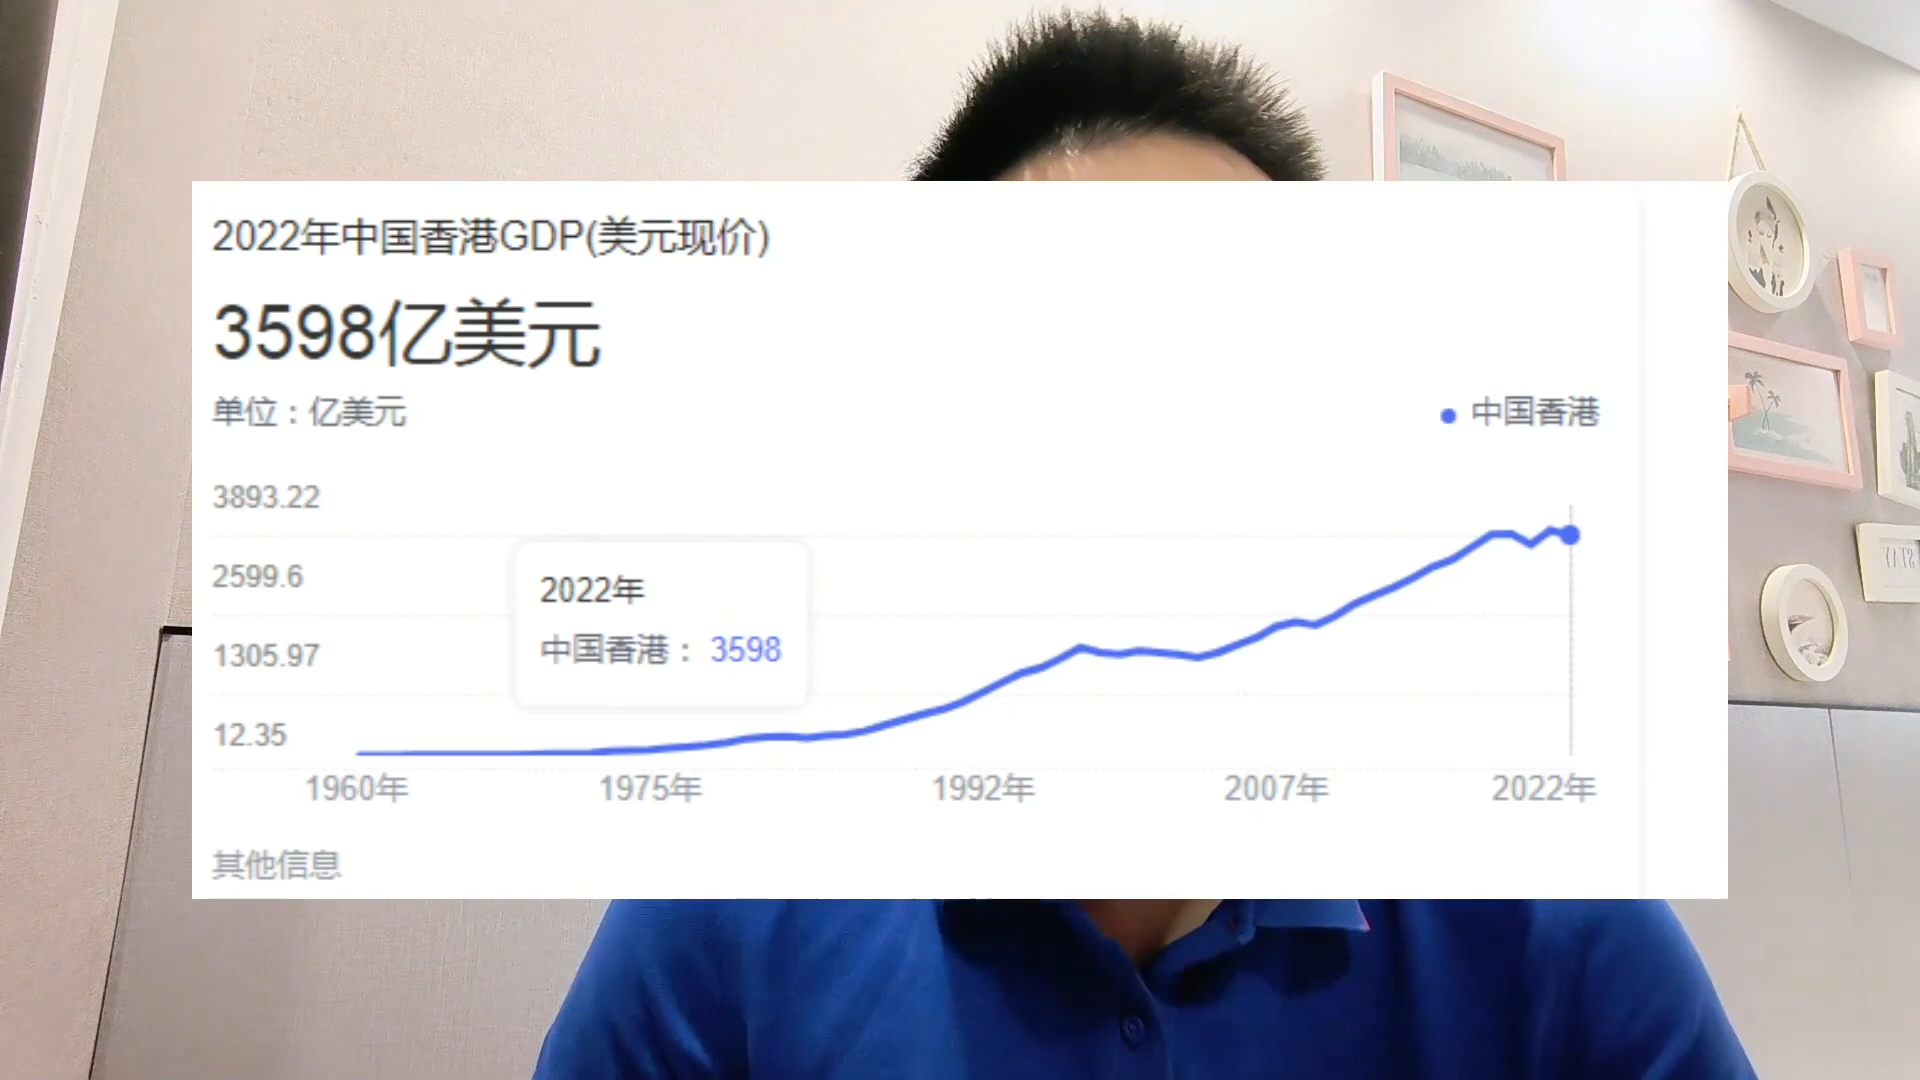 2022年中国香港GDP(美元现价)
3598亿美元
单位：亿美元
中国香港
3893.22
2599.6
1305.97
12.35
2022年
中国香港： 3598
1960年
1975年
1992年
2007年
2022年
其他信息